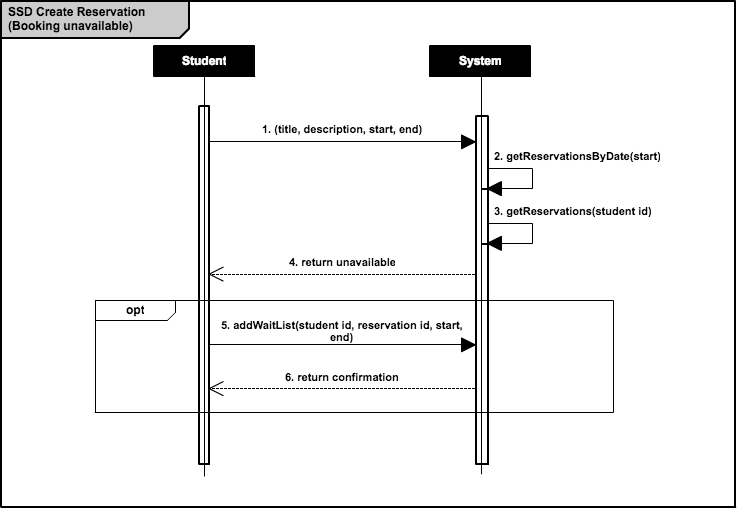 SSD Create Reservation
(Booking unavailable)
Student
System
1. (title, description, start, end)
2. getReservationsByDate(start)
3. getReservations(student id)
4. return unavailable
opt
5. addWaitList(student id, reservation id, start,
end)
6. return confirmation